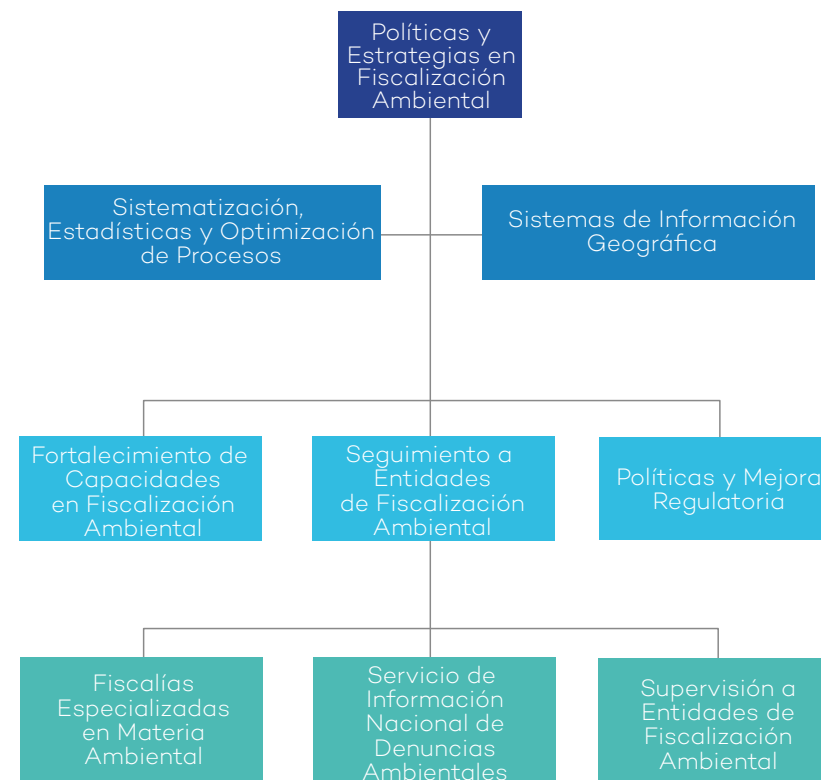 Políticas y
Estrategias en
Fiscalización
Ambiental
Sistematización,
Estadísticas y Optimización
de Procesos
Sistemas de Información
Geográfica
Fortalecimiento de
Capacidades
en Fiscalización
Ambiental
Seguimiento a
Entidades
de Fiscalización
Ambiental
Políticas y Mejora
Regulatoria
Fiscalías
Especializadas
en Materia
Ambiental
Servicio de
Información
Nacional de
Denuncias
Ambientales
Supervisión a
Entidades de
Fiscalización
Ambiental